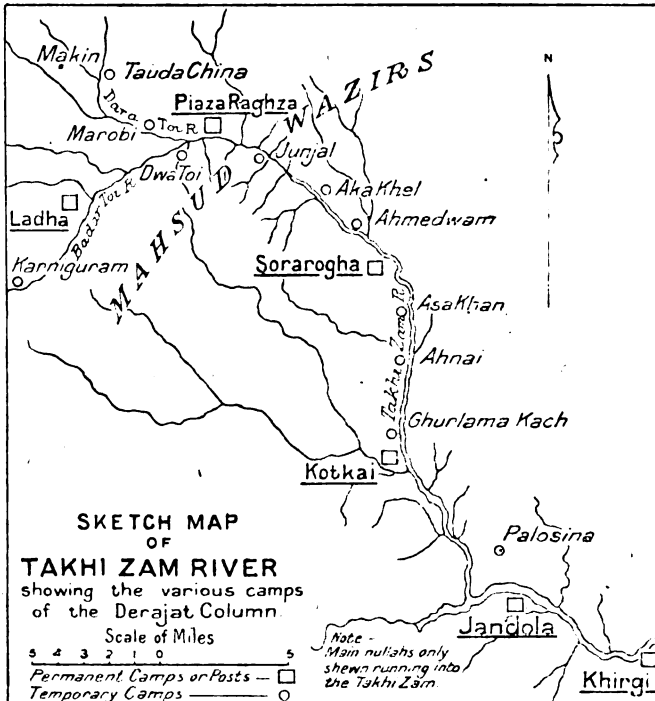 Makin
Tauda China
Dara Toi R
Piaza Raghza
Marobi
MAHSUD WAZIRS
Junjal
Dwa Toi
Aka Khel
Ladha
Badar Toi R
Ahmedwam
Karniguram
Sorarogha
N
Asa Khan
Takhi Zam R
Ahnai
Ghurlama Kach
Kotkai
Palosina
Jandola
Khirgi
SKETCH MAP
OF
TAKHI ZAM RIVER
showing the various camps
of the Derajat Column.
Scale of Miles
5 4 3 2 1 0 5
Permanent Camps or Posts —
Temporary Camps —
Note -
Main nullahs only
shewn running into
the Takhi Zam.